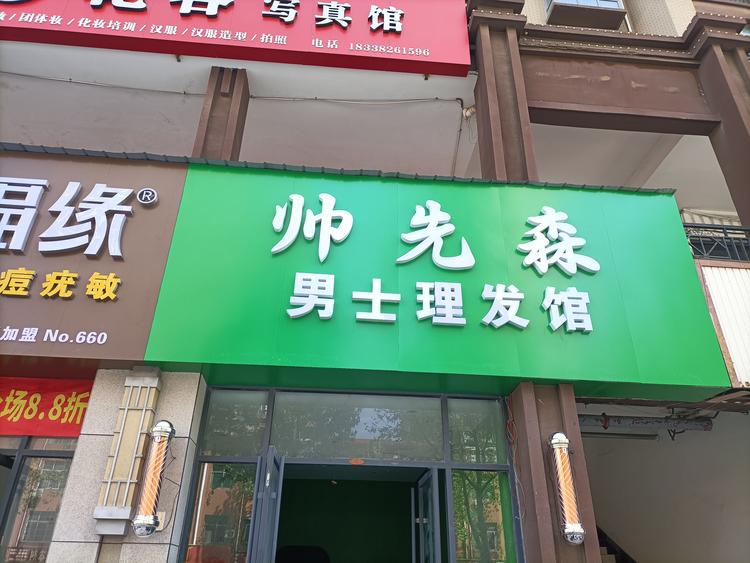 写真馆
/团体妆/化妆培训/汉服/汉服造型/拍照 电话 18338261596
缘®
痘疣敏
加盟 No.660
场8.8折
帅先森
男士理发馆